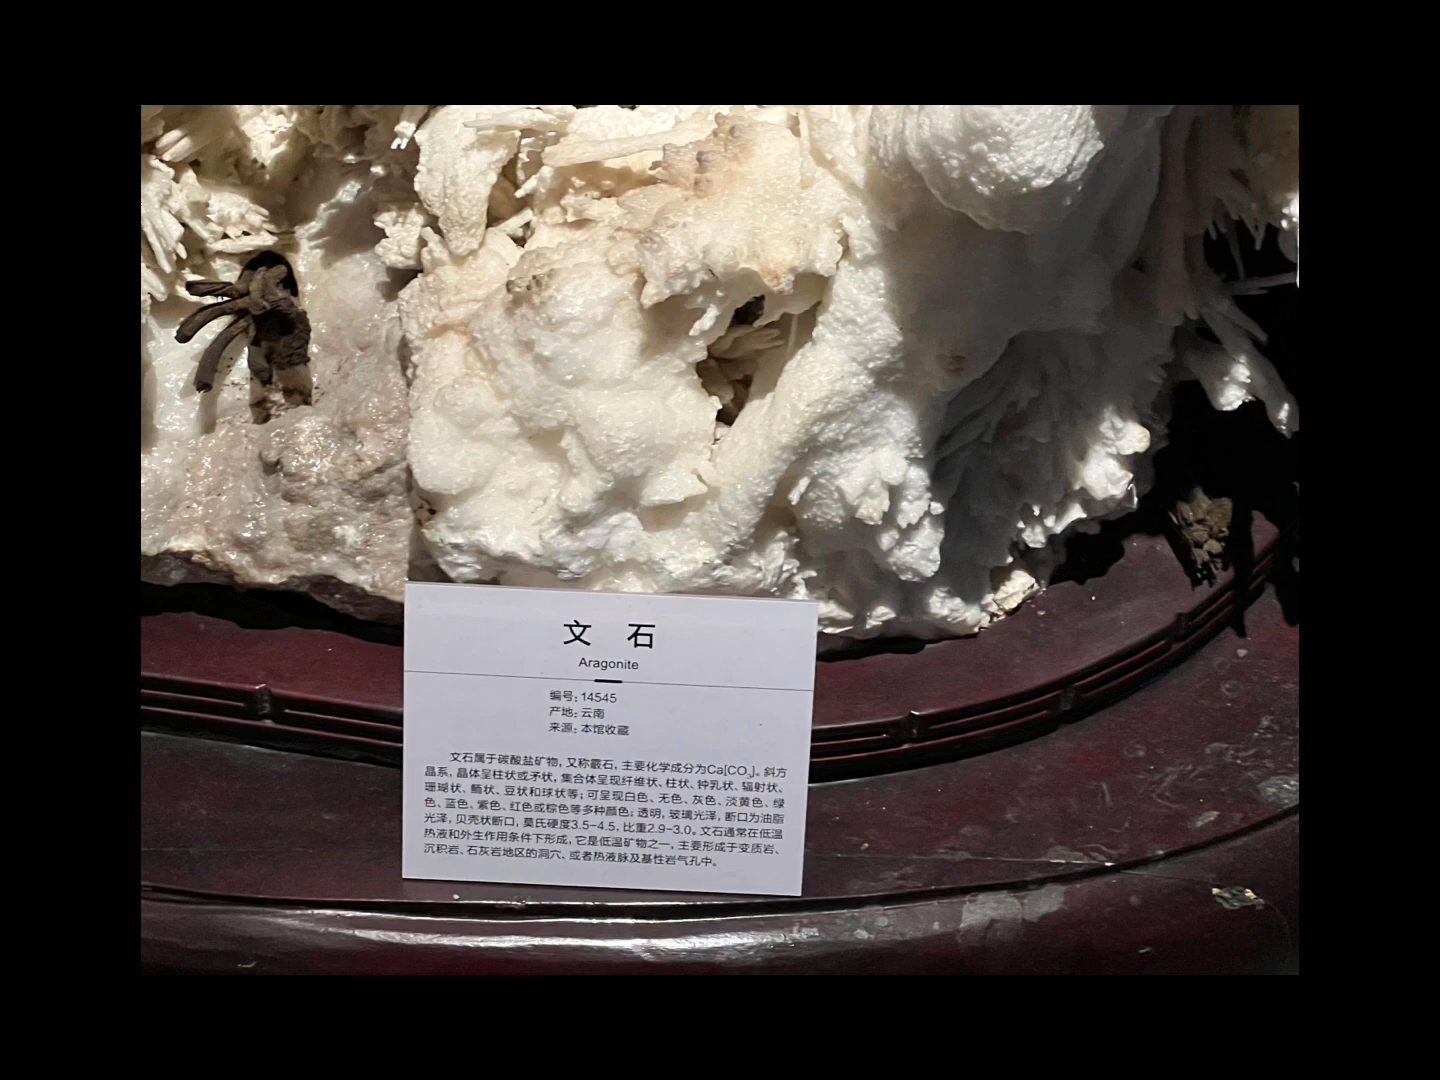 文 石
Aragonite
编号: 14545
产地: 云南
来源: 本馆收藏
文石属于碳酸盐矿物, 又称霰石, 主要化学成分为Ca[CO₃]。斜方
晶系, 晶体呈柱状或矛状, 集合体呈现纤维状、柱状、钟乳状、辐射状、
珊瑚状、鲕状、豆状和球状等; 可呈现白色、无色、灰色、淡黄色、绿
色、蓝色、紫色、红色或棕色等多种颜色; 透明, 玻璃光泽, 断口为油脂
光泽, 贝壳状断口, 莫氏硬度3.5-4.5, 比重2.9-3.0。文石通常在低温
热液和外生作用条件下形成, 它是低温矿物之一, 主要形成于变质岩、
沉积岩、石灰岩地区的洞穴、或者热液脉及基性岩气孔中。